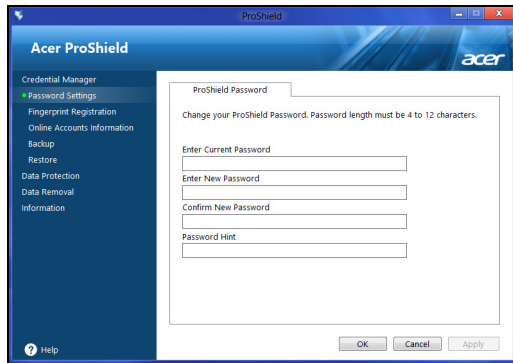 ProShield
Acer ProShield
acer
Credential Manager
Password Settings
Fingerprint Registration
Online Accounts Information
Backup
Restore
Data Protection
Data Removal
Information
ProShield Password
Change your ProShield Password. Password length must be 4 to 12 characters.
Enter Current Password
Enter New Password
Confirm New Password
Password Hint
? Help
OK
Cancel
Apply